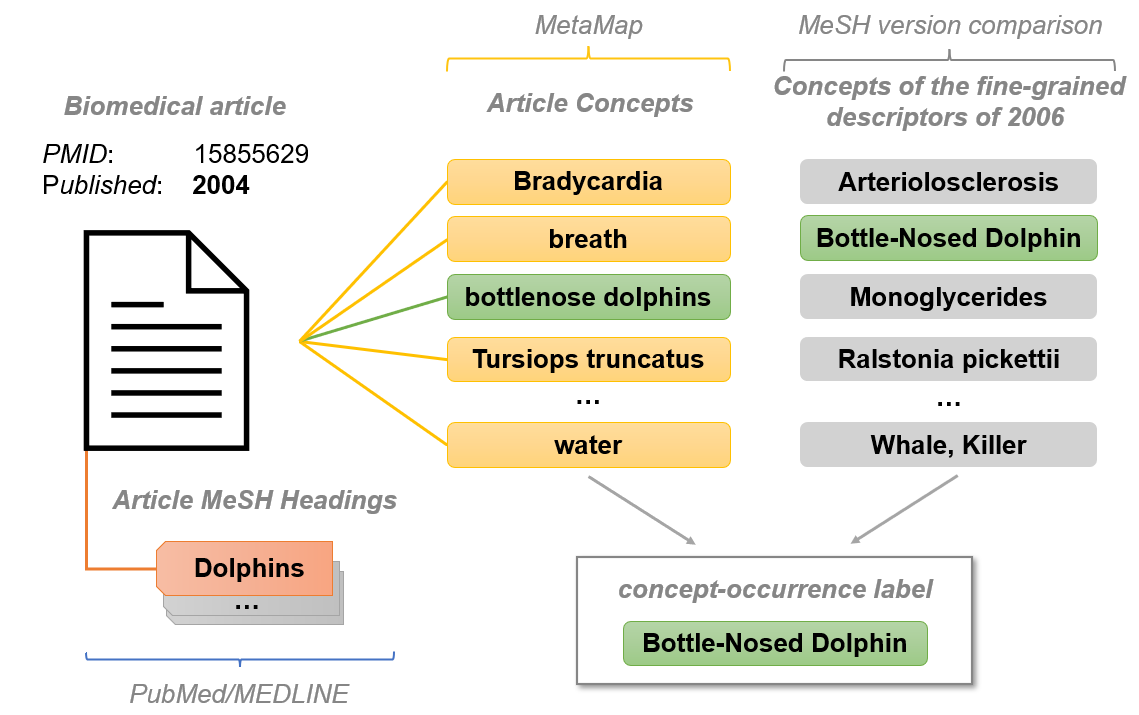 MetaMap
MeSH version comparison
Biomedical article
Article Concepts
Concepts of the fine-grained
descriptors of 2006
PMID: 15855629
Published: 2004
Bradycardia
breath
bottlenose dolphins
Tursiops truncatus
...
water
Arteriolosclerosis
Bottle-Nosed Dolphin
Monoglycerides
Ralstonia pickettii
...
Whale, Killer
Article MeSH Headings
Dolphins
...
PubMed/MEDLINE
concept-occurrence label
Bottle-Nosed Dolphin